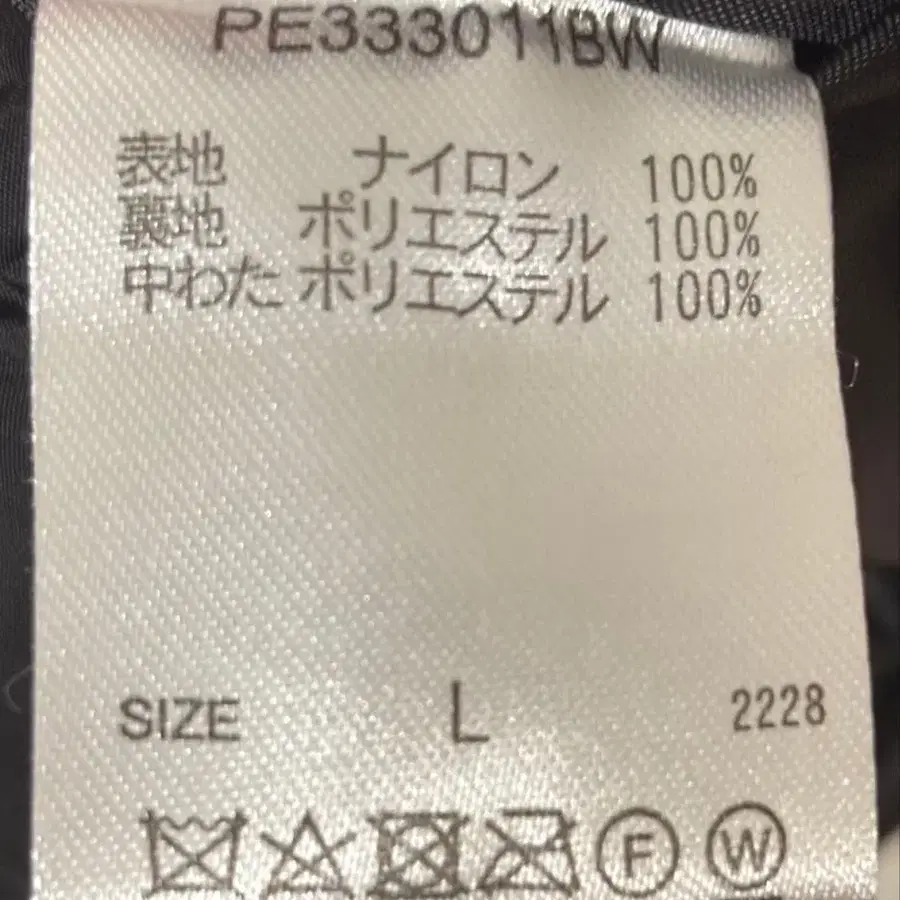 PE333011BW
表地 ナイロン 100%
裏地 ポリエステル 100%
中わた ポリエステル 100%
SIZE L 2228
F W